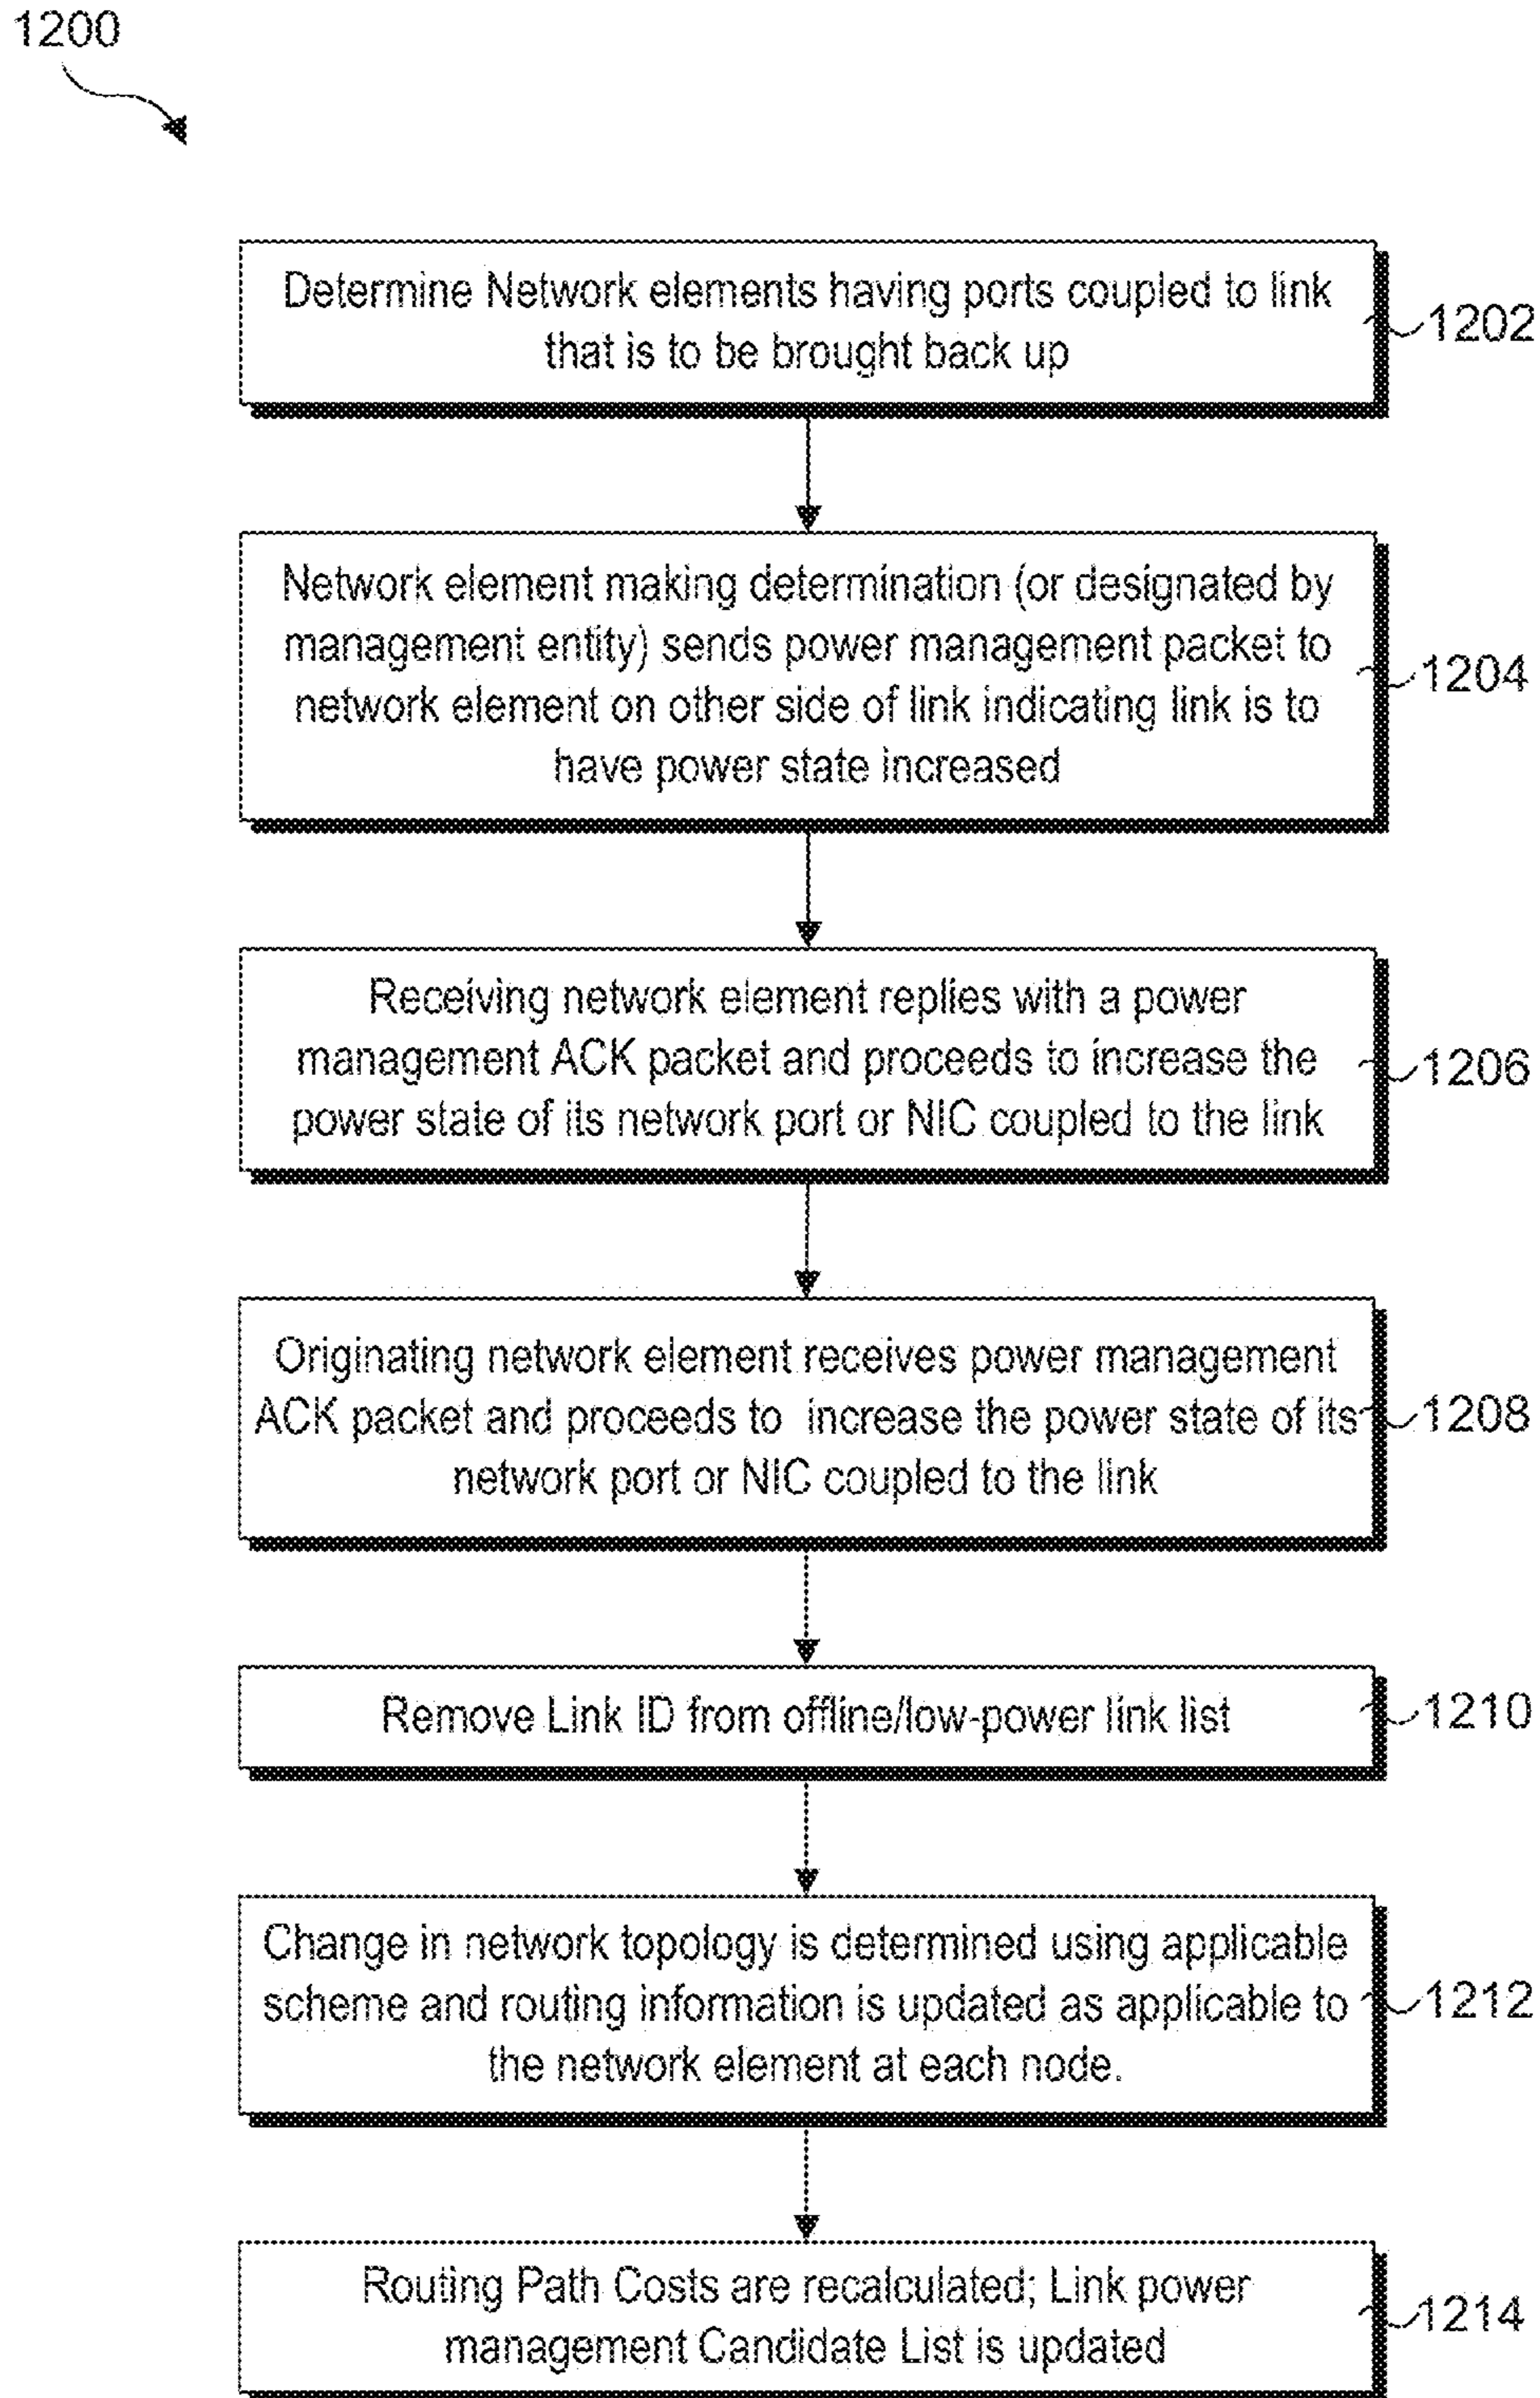 1200
Determine Network elements having ports coupled to link
that is to be brought back up
1202
Network element making determination (or designated by
management entity) sends power management packet to
network element on other side of link indicating link is to
have power state increased
1204
Receiving network element replies with a power
management ACK packet and proceeds to increase the
power state of its network port or NIC coupled to the link
1206
Originating network element receives power management
ACK packet and proceeds to increase the power state of its
network port or NIC coupled to the link
1208
Remove Link ID from offline/low-power link list
1210
Change in network topology is determined using applicable
scheme and routing information is updated as applicable to
the network element at each node.
1212
Routing Path Costs are recalculated; Link power
management Candidate List is updated
1214